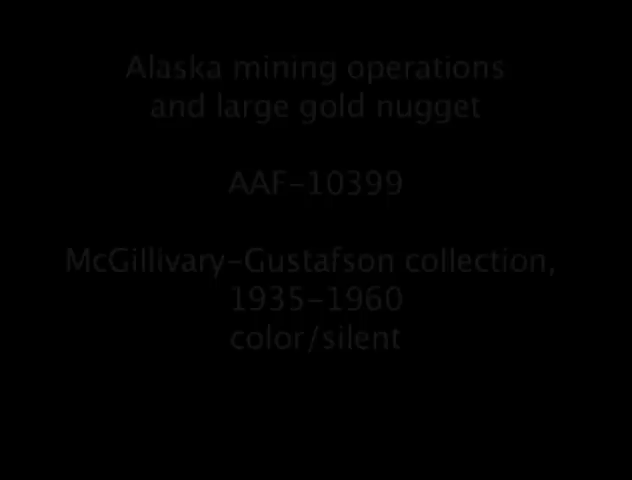 Alaska mining operations
and large gold nugget
AAF-10399
McGillivary-Gustafson collection,
1935-1960
color/silent